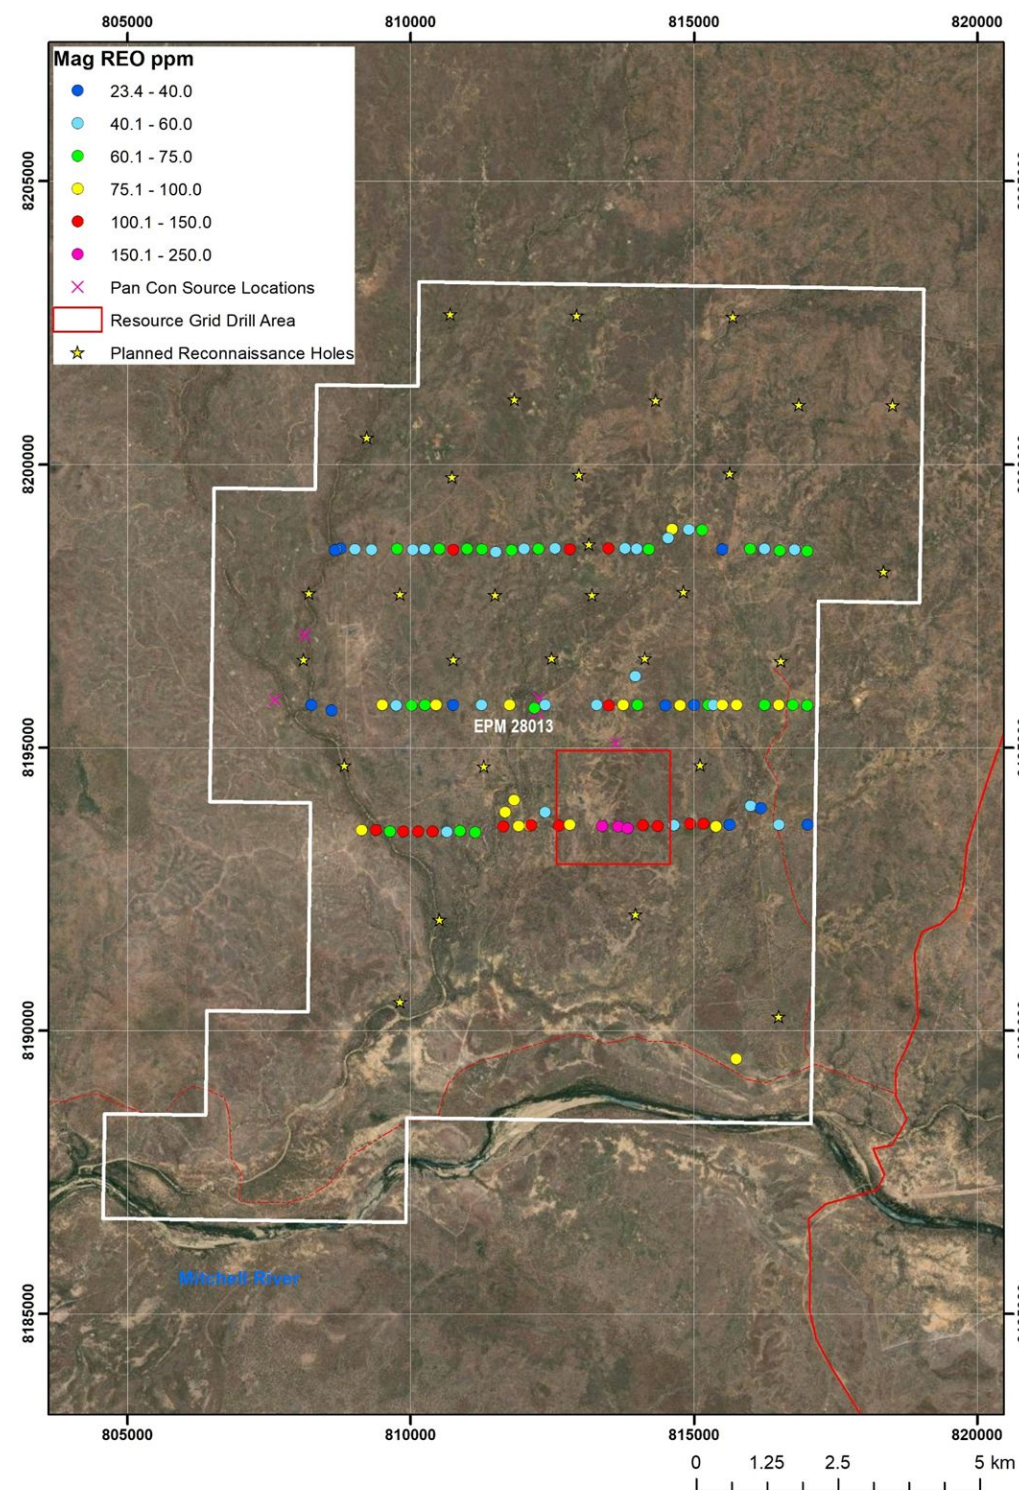 805000
810000
815000
820000
Mag REO ppm
23.4 - 40.0
40.1 - 60.0
60.1 - 75.0
75.1 - 100.0
100.1 - 150.0
150.1 - 250.0
Pan Con Source Locations
Resource Grid Drill Area
Planned Reconnaissance Holes
8205000
8200000
8195000
8190000
8185000
EPM 28013
Mitchell River
805000
810000
815000
820000
0
1.25
2.5
5 km